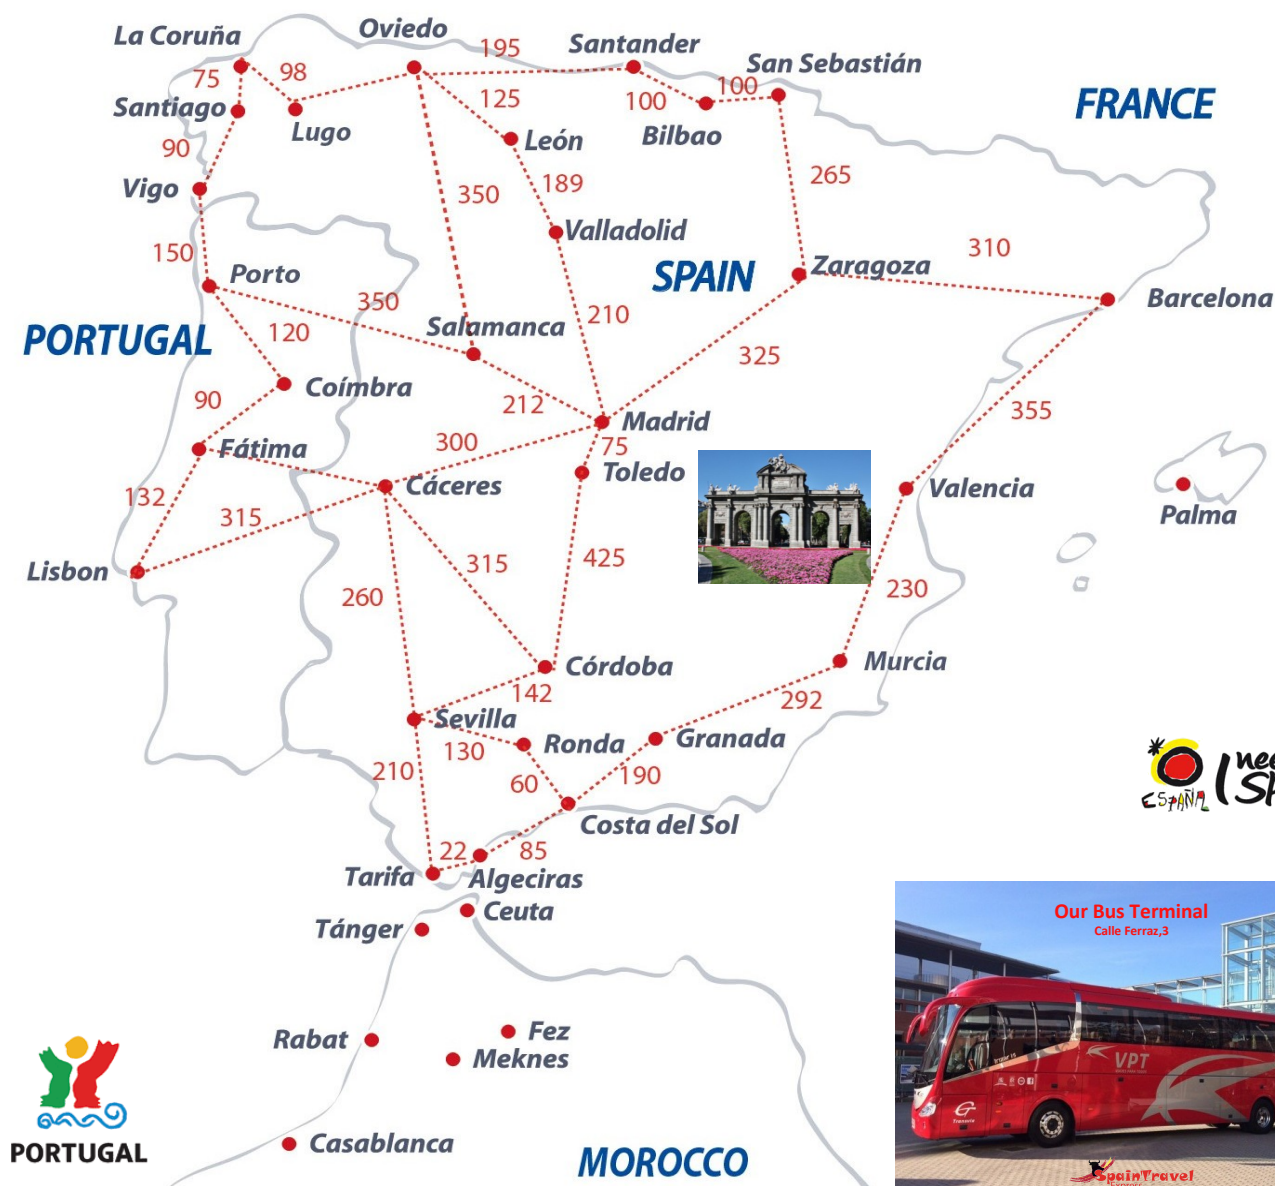 La Coruña
Oviedo
Santander
San Sebastián
195
75
98
100
100
125
FRANCE
Santiago
Lugo
León
Bilbao
90
189
265
Vigo
350
Valladolid
150
Porto
SPAIN
Zaragoza
310
350
Salamanca
210
Barcelona
PORTUGAL
120
325
Coímbra
90
212
355
Fátima
300
Madrid
75
Cáceres
Toledo
Valencia
132
315
Palma
Lisbon
315
425
230
260
Córdoba
Murcia
142
292
Sevilla
130
Ronda
Granada
210
60
190
Costa del Sol
ESPAÑA
I nee
SP
22
85
Tarifa
Algeciras
Ceuta
Tánger
Our Bus Terminal
Calle Ferraz,3
Rabat
Fez
Meknes
VPT
PORTUGAL
Casablanca
MOROCCO
SpainTravel
Express